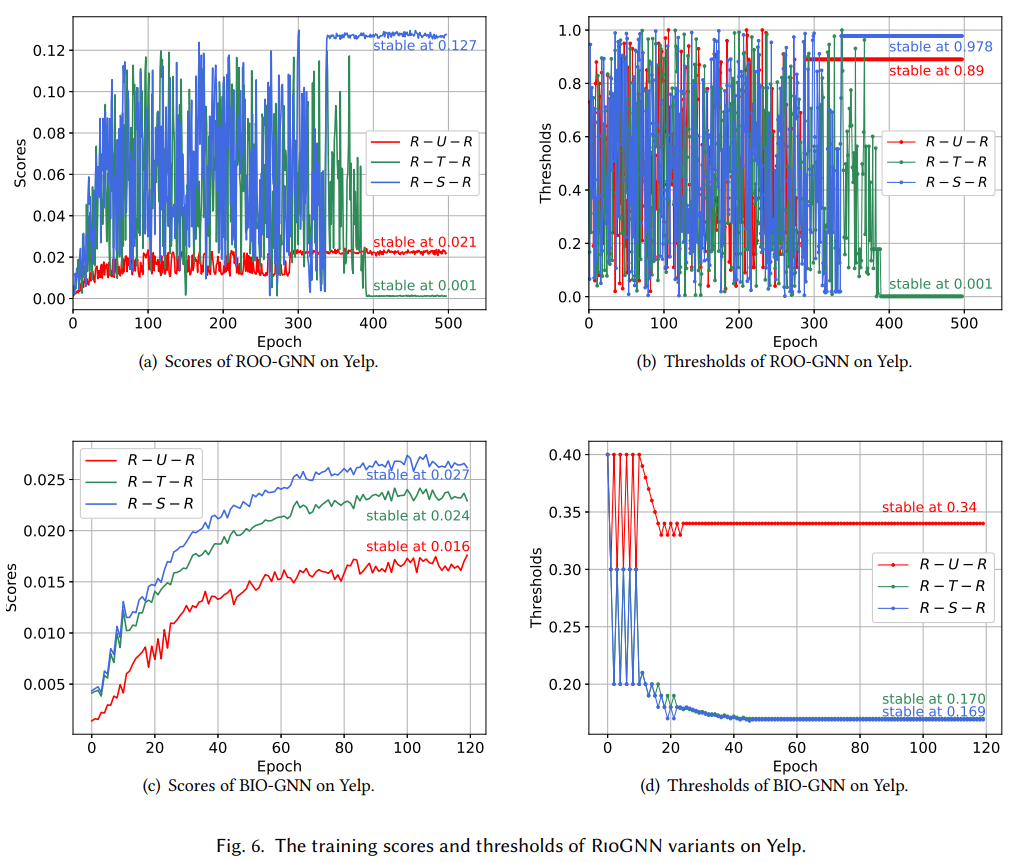 Scores
0.12
0.10
0.08
0.06
0.04
0.02
0.00
stable at 0.127
R − U − R
R − T − R
R − S − R
stable at 0.021
stable at 0.001
0 100 200 300 400 500
Epoch
(a) Scores of ROO-GNN on Yelp.
Thresholds
1.0
0.8
0.6
0.4
0.2
0.0
stable at 0.978
stable at 0.89
R − U − R
R − T − R
R − S − R
stable at 0.001
0 100 200 300 400 500
Epoch
(b) Thresholds of ROO-GNN on Yelp.
Scores
0.025
0.020
0.015
0.010
0.005
R − U − R
R − T − R
R − S − R
stable at 0.027
stable at 0.024
stable at 0.016
0 20 40 60 80 100 120
Epoch
(c) Scores of BIO-GNN on Yelp.
Thresholds
0.40
0.35
0.30
0.25
0.20
stable at 0.34
R − U − R
R − T − R
R − S − R
stable at 0.170
stable at 0.169
0 20 40 60 80 100 120
Epoch
(d) Thresholds of BIO-GNN on Yelp.
Fig. 6. The training scores and thresholds of RioGNN variants on Yelp.